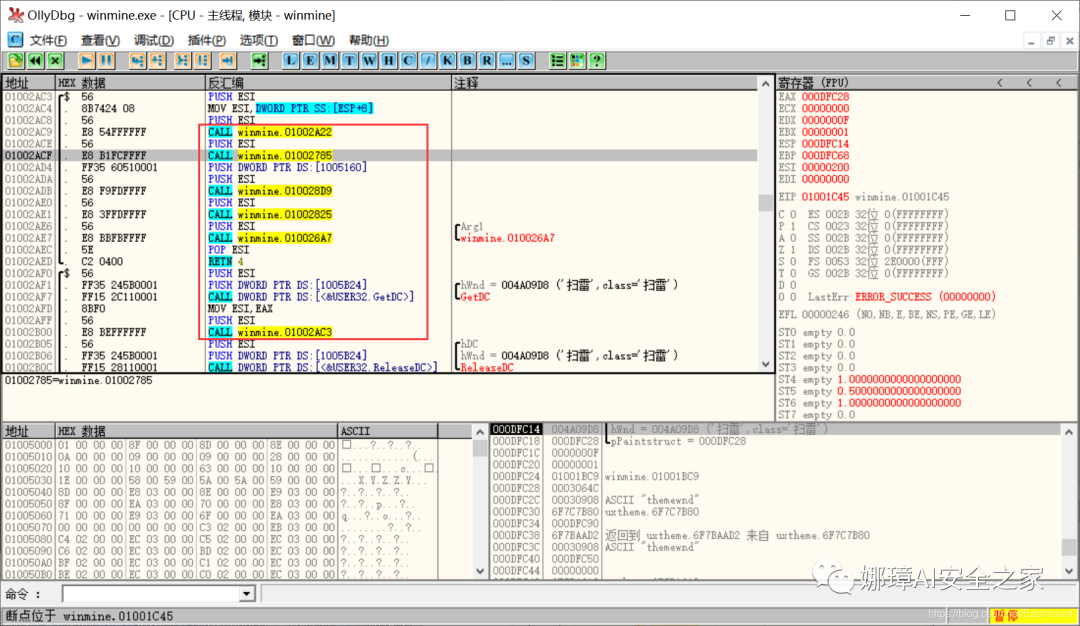 OllyDbg - winmine.exe - [CPU - 主线程, 模块 - winmine]
文件(F) 查看(V) 调试(D) 插件(P) 选项(T) 窗口(W) 帮助(H)
L E M T W H C / K B R ... S
地址 HEX 数据 反汇编 注释
01002AC3 $ 56 PUSH ESI
01002AC4 . 8B7424 08 MOV ESI,DWORD PTR SS:[ESP+8]
01002AC8 . 56 PUSH ESI
01002AC9 . E8 54FFFFFF CALL winmine.01002A22
01002ACE . 56 PUSH ESI
01002ACF . E8 B1FCFFFF CALL winmine.01002785
01002AD4 . FF35 60510001 PUSH DWORD PTR DS:[1005160]
01002ADA . 56 PUSH ESI
01002ADB . E8 F9FDFFFF CALL winmine.010028D9
01002AE0 . 56 PUSH ESI
01002AE1 . E8 3FFDFFFF CALL winmine.01002825
01002AE6 . 56 PUSH ESI Arg1
01002AE7 . E8 BBFBFFFF CALL winmine.010026A7 winmine.010026A7
01002AEC . 5E POP ESI
01002AED . C2 0400 RETN 4
01002AF0 $ 56 PUSH ESI
01002AF1 . FF35 245B0001 PUSH DWORD PTR DS:[1005B24] hWnd = 004A09D8 ('扫雷',class='扫雷')
01002AF7 . FF15 2C110001 CALL DWORD PTR DS:[<&USER32.GetDC>] GetDC
01002AFD . 8BF0 MOV ESI,EAX
01002AFF . 56 PUSH ESI
01002B00 . E8 BEFFFFFF CALL winmine.01002AC3
01002B05 . 56 PUSH ESI hDC
01002B06 . FF35 245B0001 PUSH DWORD PTR DS:[1005B24] hWnd = 004A09D8 ('扫雷',class='扫雷')
01002B0C . FF15 28110001 CALL DWORD PTR DS:[<&USER32.ReleaseDC>] ReleaseDC
01002785=winmine.01002785
寄存器 (FPU) < < <
EAX 000DFC28
ECX 00000000
EDX 0000000F
EBX 00000001
ESP 000DFC14
EBP 000DFC68
ESI 00000200
EDI 00000000
EIP 01001C45 winmine.01001C45
C 0 ES 002B 32位 0(FFFFFFFF)
P 1 CS 0023 32位 0(FFFFFFFF)
A 0 SS 002B 32位 0(FFFFFFFF)
Z 1 DS 002B 32位 0(FFFFFFFF)
S 0 FS 0053 32位 2E0000(FFF)
T 0 GS 002B 32位 0(FFFFFFFF)
D 0
O 0 LastErr ERROR_SUCCESS (00000000)
EFL 00000246 (NO,NB,E,BE,NS,PE,GE,LE)
ST0 empty 0.0
ST1 empty 0.0
ST2 empty 0.0
ST3 empty 0.0
ST4 empty 1.0000000000000000000
ST5 empty 0.5000000000000000000
ST6 empty 1.0000000000000000000
ST7 empty 0.0
地址 HEX 数据 ASCII
01005000 01 00 00 00 8F 00 00 00 8D 00 00 00 8E 00 00 00
01005010 0A 00 00 00 09 00 00 00 09 00 00 00 28 00 00 00
01005020 10 00 00 00 10 00 00 00 63 00 00 00 10 00 00 00
01005030 1E 00 00 00 58 00 59 00 5A 00 5A 00 59 00 00 00 ...X.Y.Z.Z.Y...
01005040 8D 00 00 00 E8 03 00 00 8E 00 00 00 E9 03 00 00
01005050 8F 00 00 00 EA 03 00 00 70 00 00 00 E8 03 00 00
01005060 71 00 00 00 E9 03 00 00 6F 00 00 00 EA 03 00 00
01005070 00 00 00 00 00 00 00 00 C3 02 00 00 EB 03 00 00
01005080 C4 02 00 00 EC 03 00 00 C5 02 00 00 EC 03 00 00
01005090 C6 02 00 00 EC 03 00 00 BD 02 00 00 EC 03 00 00
010050A0 BF 02 00 00 EC 03 00 00 C1 02 00 00 EC 03 00 00
010050B0 BE 02 00 00 EC 03 00 00 C0 02 00 00 EC 03 00 00
000DFC14 004A09D8 hWnd = 004A09D8 ('扫雷',class='扫雷')
000DFC18 000DFC28 pPaintstruct = 000DFC28
000DFC1C 0000000F
000DFC20 00000001
000DFC24 01001BC9 winmine.01001BC9
000DFC28 0003064C
000DFC2C 00030908 ASCII "themewnd"
000DFC30 6F7C7B80 uxtheme.6F7C7B80
000DFC34 000DFC90
000DFC38 6F7BAAD2 返回到 uxtheme.6F7BAAD2 来自 uxtheme.6F7C7B80
000DFC3C 00030908 ASCII "themewnd"
000DFC40 000DFC50
000DFC44 00000000
命令 :
断点位于 winmine.01001C45
暂停
娜璋AI安全之家